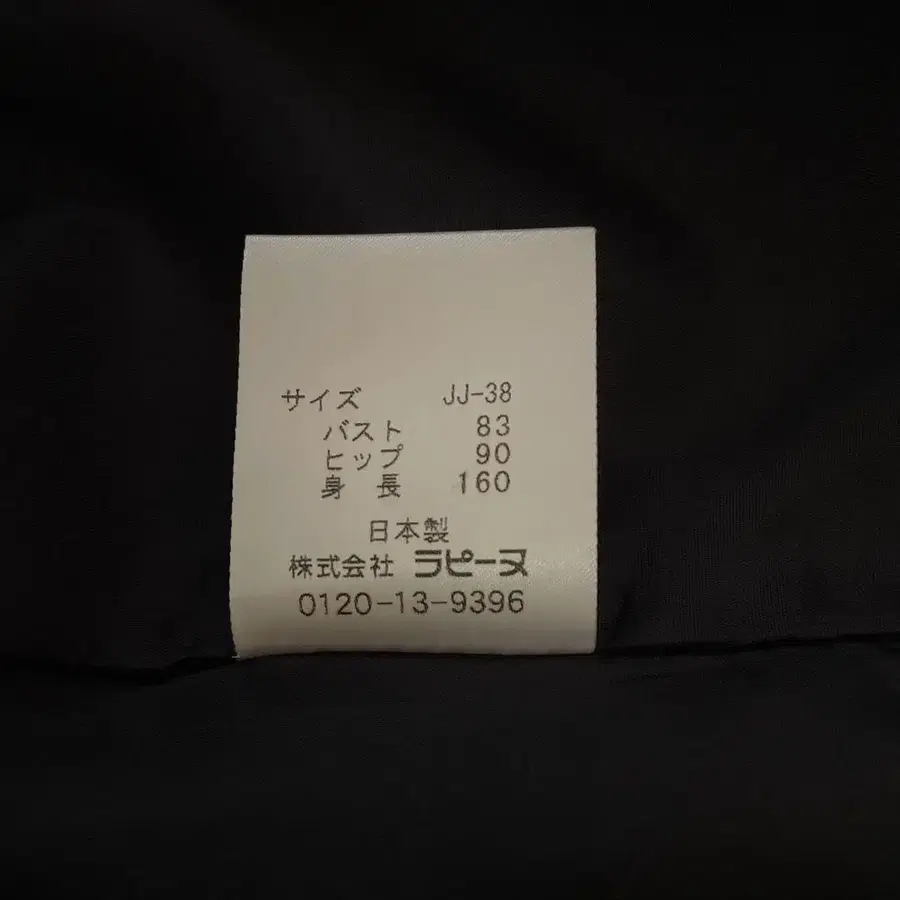 サイズ JJ-38
バスト 83
ヒップ 90
身長 160
日本製
株式会社 ラピーヌ
0120-13-9396